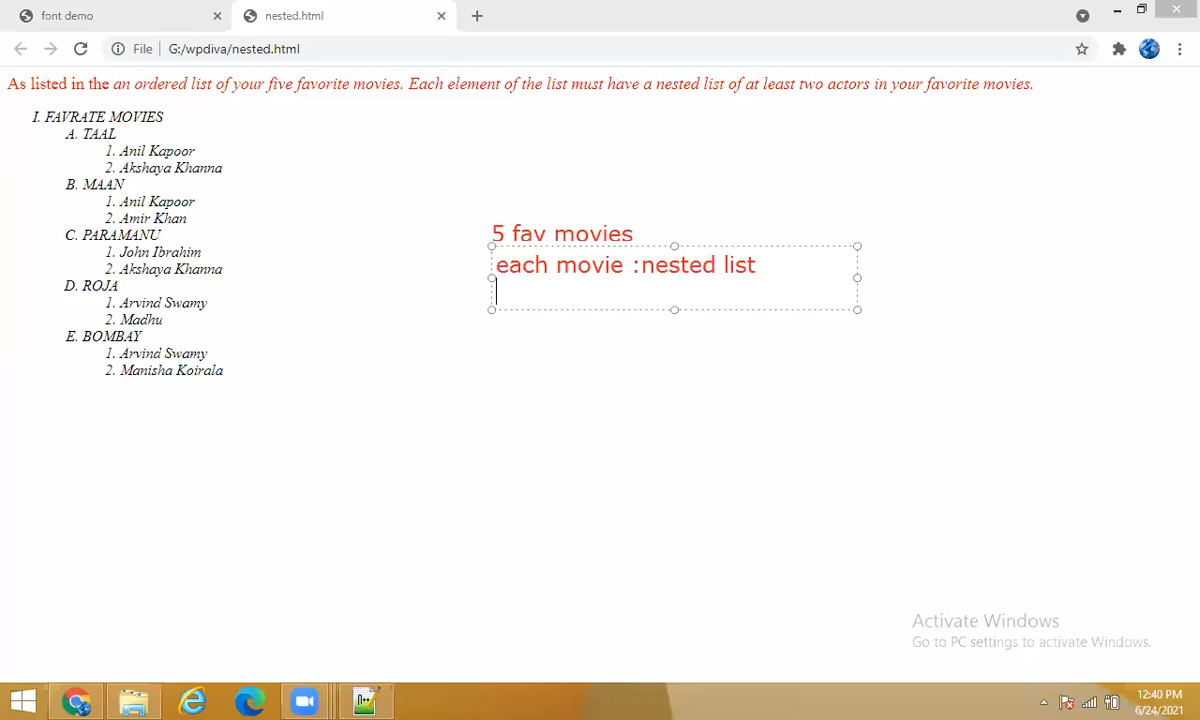 font demo
nested.html
File
G:/wpdiva/nested.html
As listed in the an ordered list of your five favorite movies. Each element of the list must have a nested list of at least two actors in your favorite movies.
I. FAVRATE MOVIES
A. TAAL
1. Anil Kapoor
2. Akshaya Khanna
B. MAAN
1. Anil Kapoor
2. Amir Khan
C. PARAMANU
1. John Ibrahim
2. Akshaya Khanna
D. ROJA
1. Arvind Swamy
2. Madhu
E. BOMBAY
1. Arvind Swamy
2. Manisha Koirala
5 fav movies
each movie :nested list
Activate Windows
Go to PC settings to activate Windows.
12:40 PM
6/24/2021